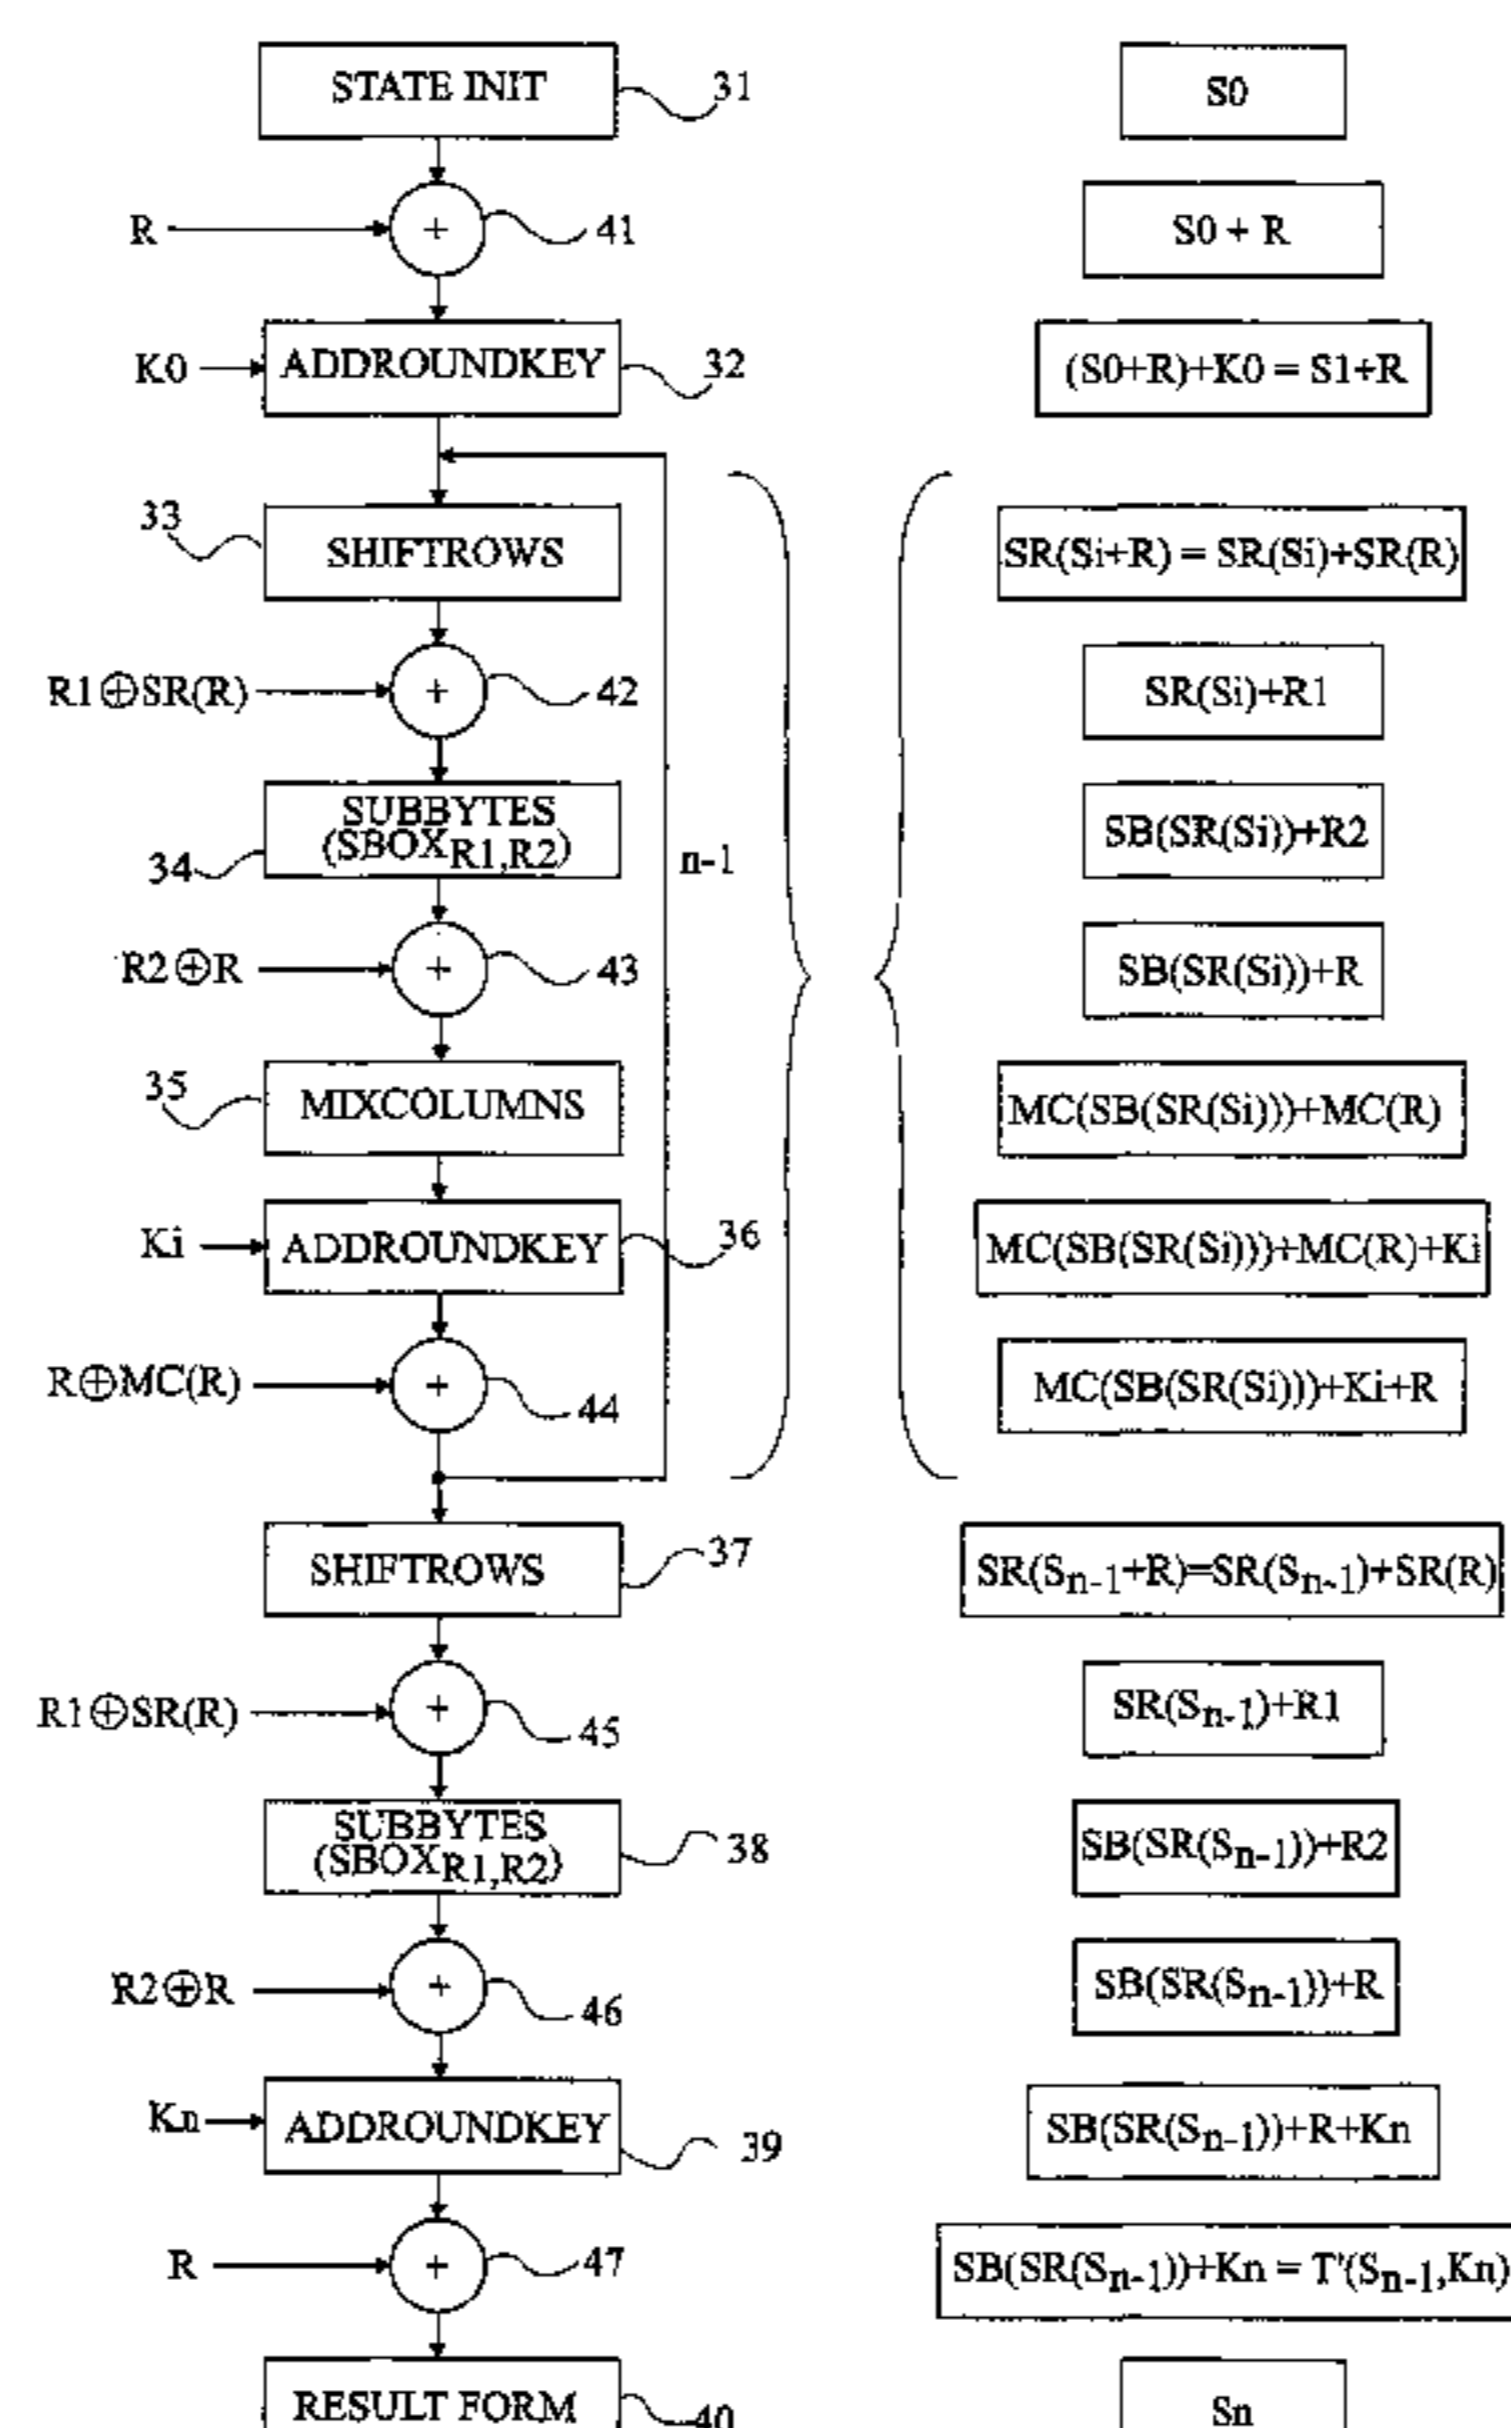 STATE INIT 31 S0
R + 41 S0 + R
K0 ADDROUNDKEY 32 (S0+R)+K0 = S1+R
33 SHIFTROWS SR(Si+R) = SR(Si)+SR(R)
R1⊕SR(R) + 42 SR(Si)+R1
SUBBYTES
(SBOX_R1,R2)
34 n-1 SB(SR(Si))+R2
R2⊕R + 43 SB(SR(Si))+R
35 MIXCOLUMNS MC(SB(SR(Si)))+MC(R)
Ki ADDROUNDKEY 36 MC(SB(SR(Si)))+MC(R)+Ki
R⊕MC(R) + 44 MC(SB(SR(Si)))+Ki+R
SHIFTROWS 37 SR(Sn-1+R)=SR(Sn-1)+SR(R)
R1⊕SR(R) + 45 SR(Sn-1)+R1
SUBBYTES
(SBOX_R1,R2)
38 SB(SR(Sn-1))+R2
R2⊕R + 46 SB(SR(Sn-1))+R
Kn ADDROUNDKEY 39 SB(SR(Sn-1))+R+Kn
R + 47 SB(SR(Sn-1))+Kn = T'(Sn-1,Kn)
RESULT FORM 40 Sn